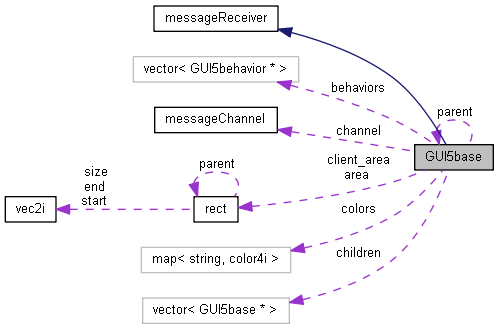 messageReceiver
vector< GUI5behavior * >
behaviors
parent
messageChannel
channel
GUI5base
client_area
area
parent
size
end
start
vec2i
rect
colors
map< string, color4i >
children
vector< GUI5base * >